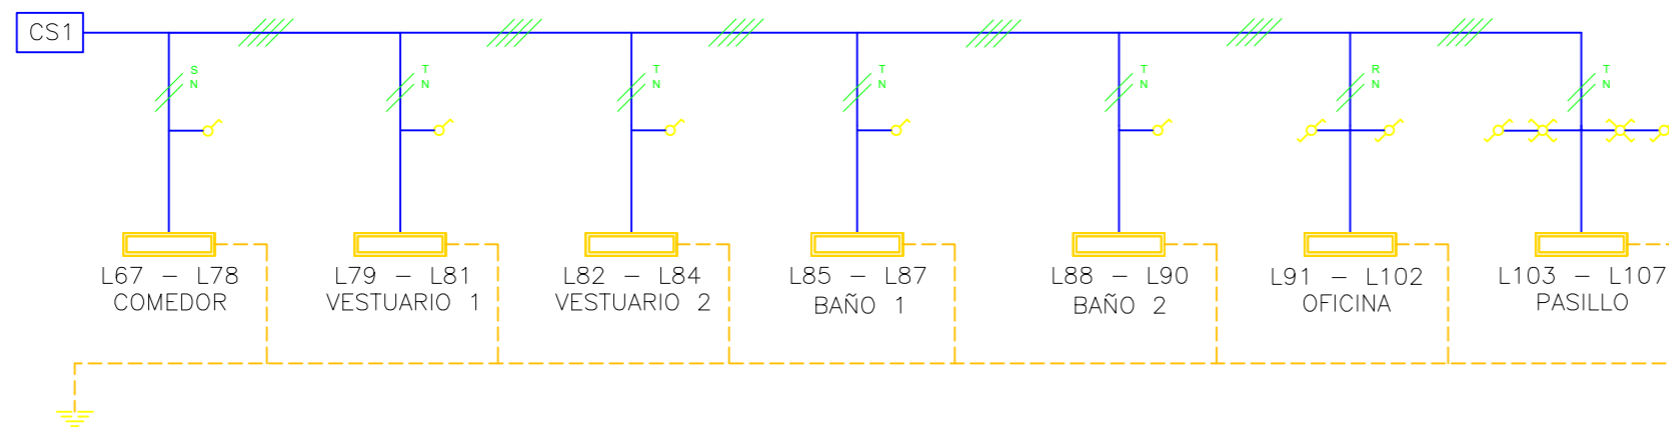 CS1
S
N
T
N
T
N
T
N
T
N
R
N
T
N
L67 - L78
COMEDOR
L79 - L81
VESTUARIO 1
L82 - L84
VESTUARIO 2
L85 - L87
BAÑO 1
L88 - L90
BAÑO 2
L91 - L102
OFICINA
L103 - L107
PASILLO